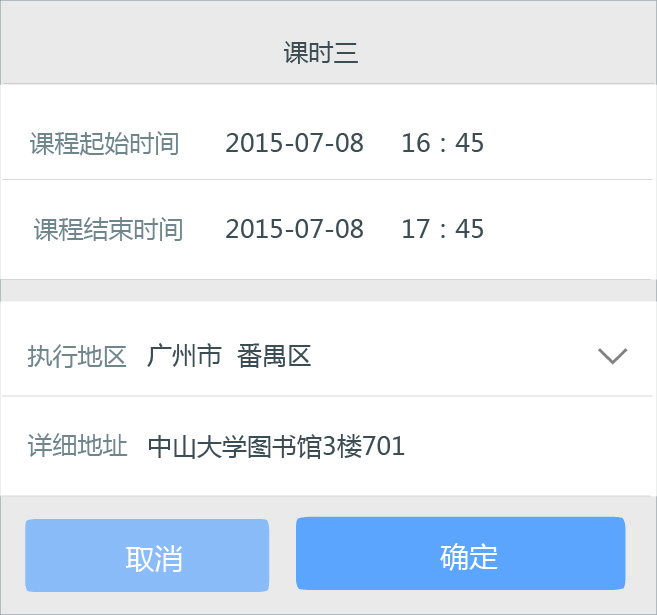 课时三
课程起始时间 2015-07-08 16：45
课程结束时间 2015-07-08 17：45
执行地区 广州市 番禺区
详细地址 中山大学图书馆3楼701
取消 确定